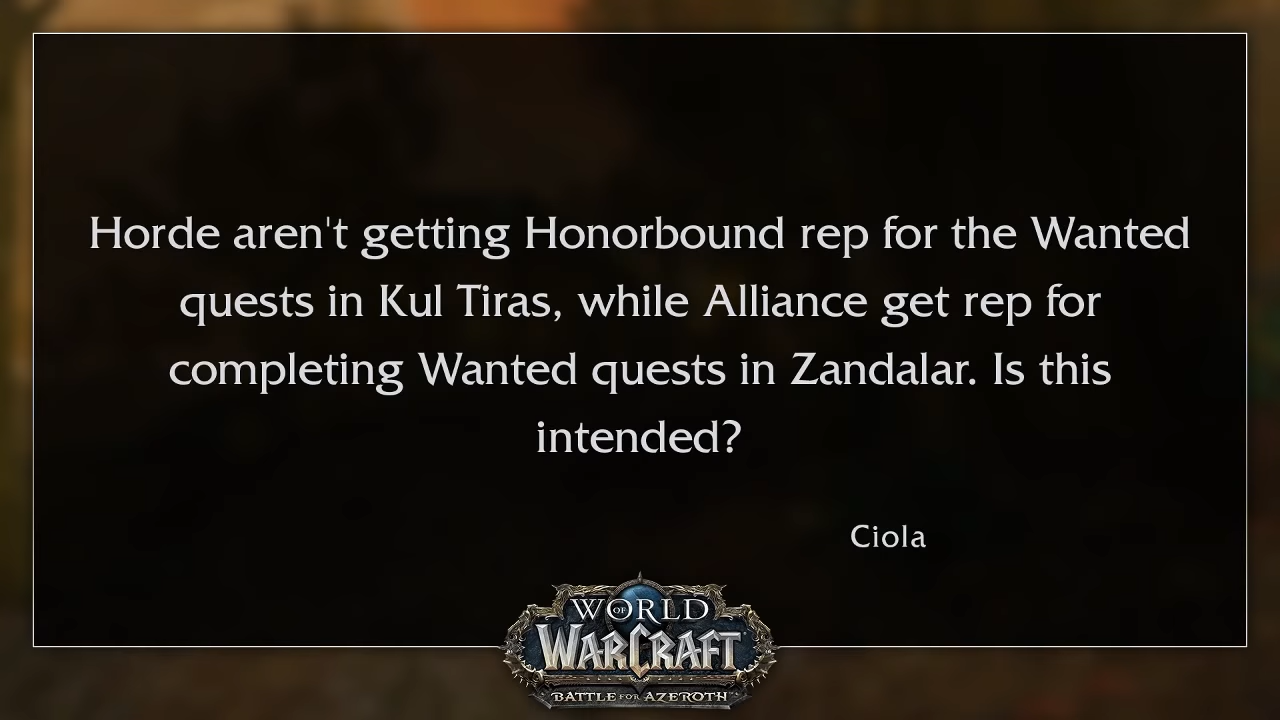 Horde aren't getting Honorbound rep for the Wanted
quests in Kul Tiras, while Alliance get rep for
completing Wanted quests in Zandalar. Is this
intended?
Ciola
WORLD
OF
WARCRAFT
BATTLE FOR AZEROTH